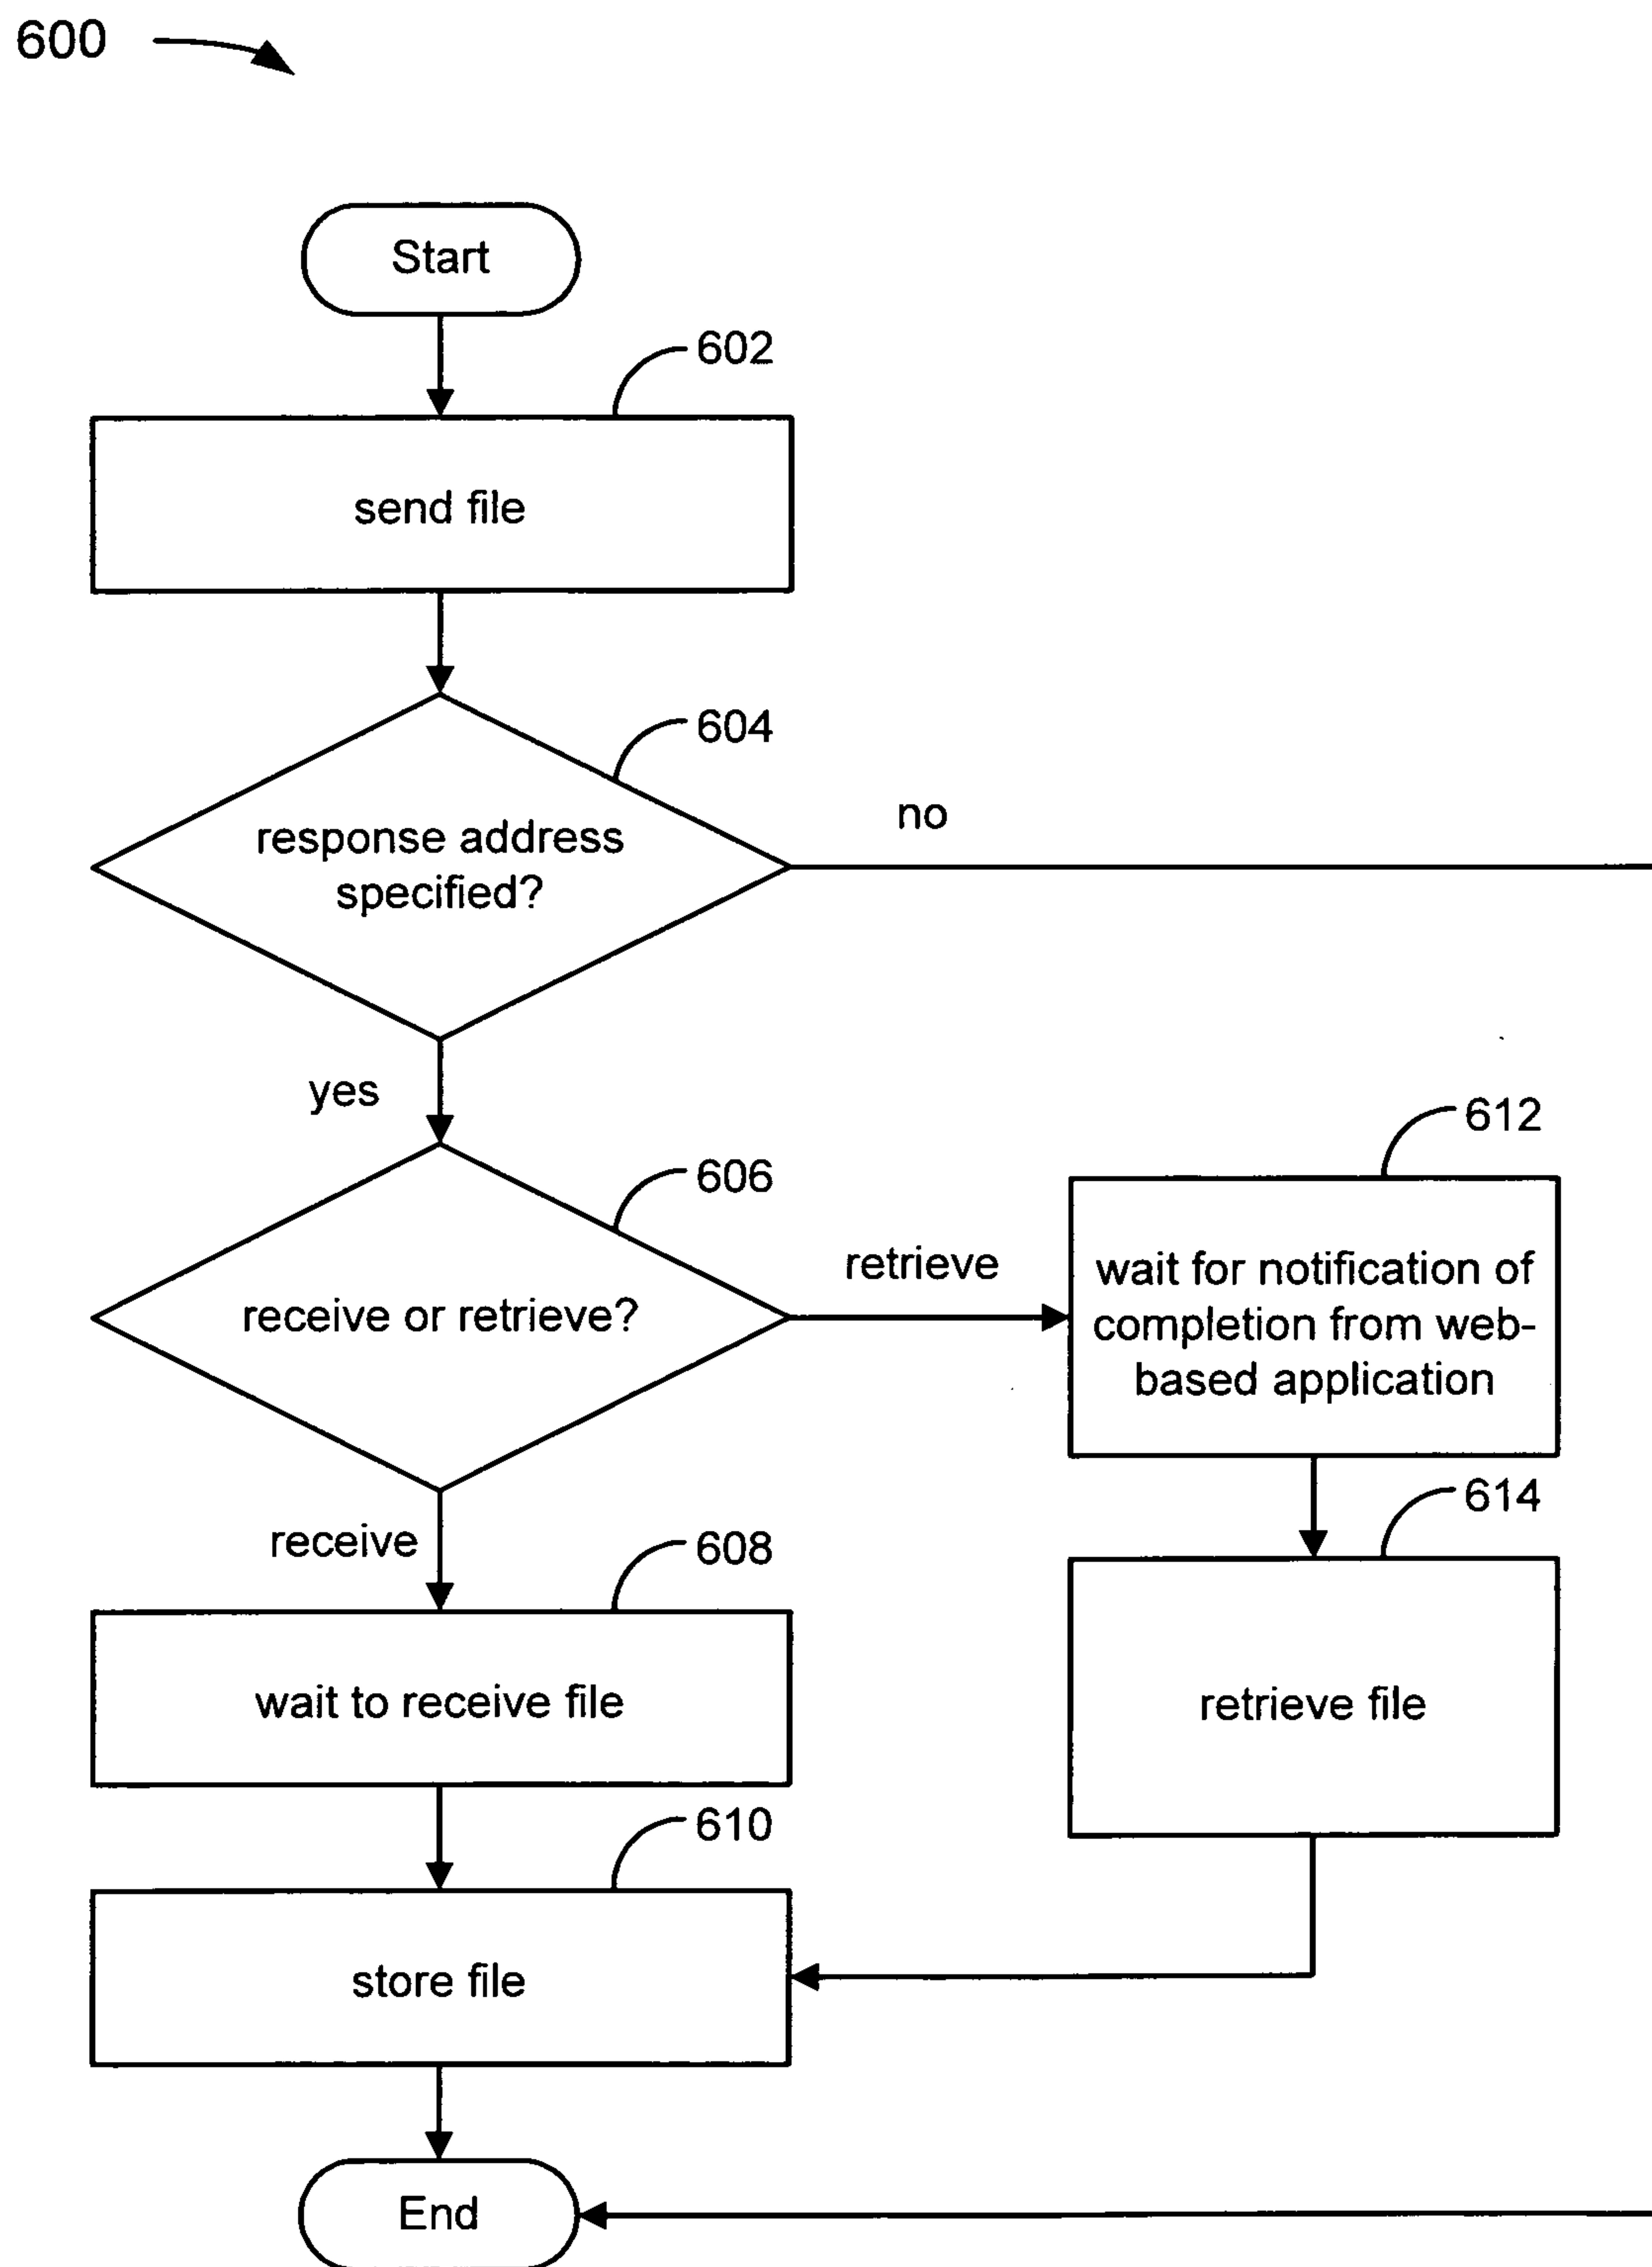 600
Start
602
send file
604
response address
specified?
no
yes
606
receive or retrieve?
retrieve
612
wait for notification of
completion from web-
based application
receive
608
wait to receive file
614
retrieve file
610
store file
End